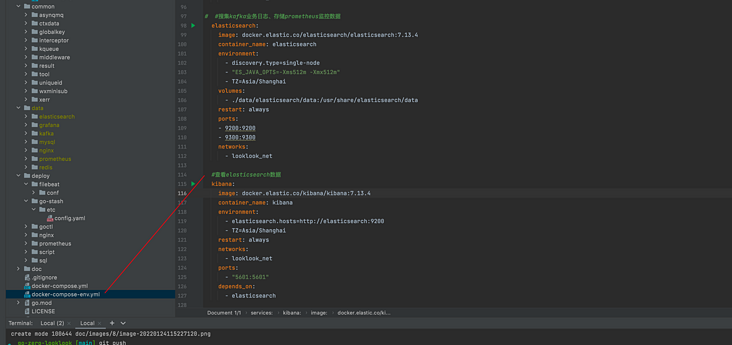 common
asynqmq
ctxdata
globalkey
interceptor
kqueue
middleware
result
tool
uniqueid
wxminisub
xerr
data
elasticsearch
grafana
kafka
mysql
nginx
prometheus
redis
deploy
filebeat
conf
go-stash
etc
config.yaml
goctl
nginx
prometheus
script
sql
doc
.gitignore
docker-compose.yml
docker-compose-env.yml
go.mod
LICENSE
96
97 # #搜集kafka业务日志、存储prometheus监控数据
98 elasticsearch:
99 image: docker.elastic.co/elasticsearch/elasticsearch:7.13.4
100 container_name: elasticsearch
101 environment:
102 - discovery.type=single-node
103 - "ES_JAVA_OPTS=-Xms512m -Xmx512m"
104 - TZ=Asia/Shanghai
105 volumes:
106 - ./data/elasticsearch/data:/usr/share/elasticsearch/data
107 restart: always
108 ports:
109 - 9200:9200
110 - 9300:9300
111 networks:
112 - looklook_net
113
114 #查看elasticsearch数据
115 kibana:
116 image: docker.elastic.co/kibana/kibana:7.13.4
117 container_name: kibana
118 environment:
119 - elasticsearch.hosts=http://elasticsearch:9200
120 - TZ=Asia/Shanghai
121 restart: always
122 networks:
123 - looklook_net
124 ports:
125 - "5601:5601"
126 depends_on:
127 - elasticsearch
128
Document 1/1 › services: › kibana: › image: › docker.elastic.co/ki...
Terminal: Local (2) × Local × +
create mode 100644 doc/images/8/image-20220124115227120.png
go-zero-looklook [main] git push